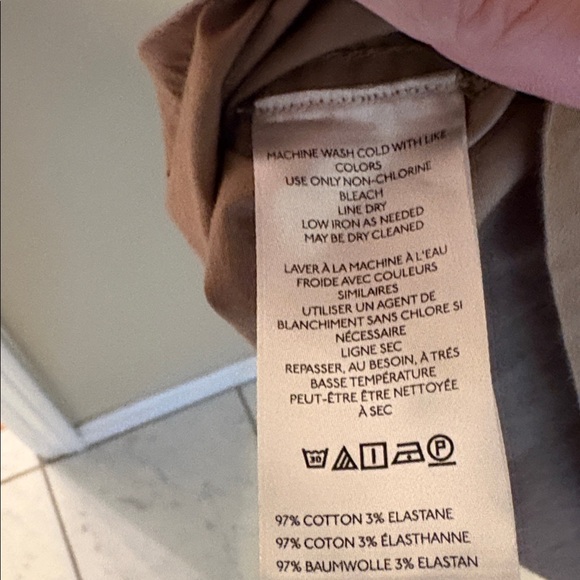 MACHINE WASH COLD WITH LIKE
COLORS
USE ONLY NON-CHLORINE
BLEACH
LINE DRY
LOW IRON AS NEEDED
MAY BE DRY CLEANED
LAVER À LA MACHINE À L'EAU
FROIDE AVEC COULEURS
SIMILAIRES
UTILISER UN AGENT DE
BLANCHIMENT SANS CHLORE SI
NÉCESSAIRE
LIGNE SEC
REPASSER, AU BESOIN, À TRÉS
BASSE TEMPÉRATURE
PEUT-ÊTRE ÊTRE NETTOYÉE
À SEC
30 P
97% COTTON 3% ELASTANE
97% COTON 3% ÉLASTHANNE
97% BAUMWOLLE 3% ELASTAN